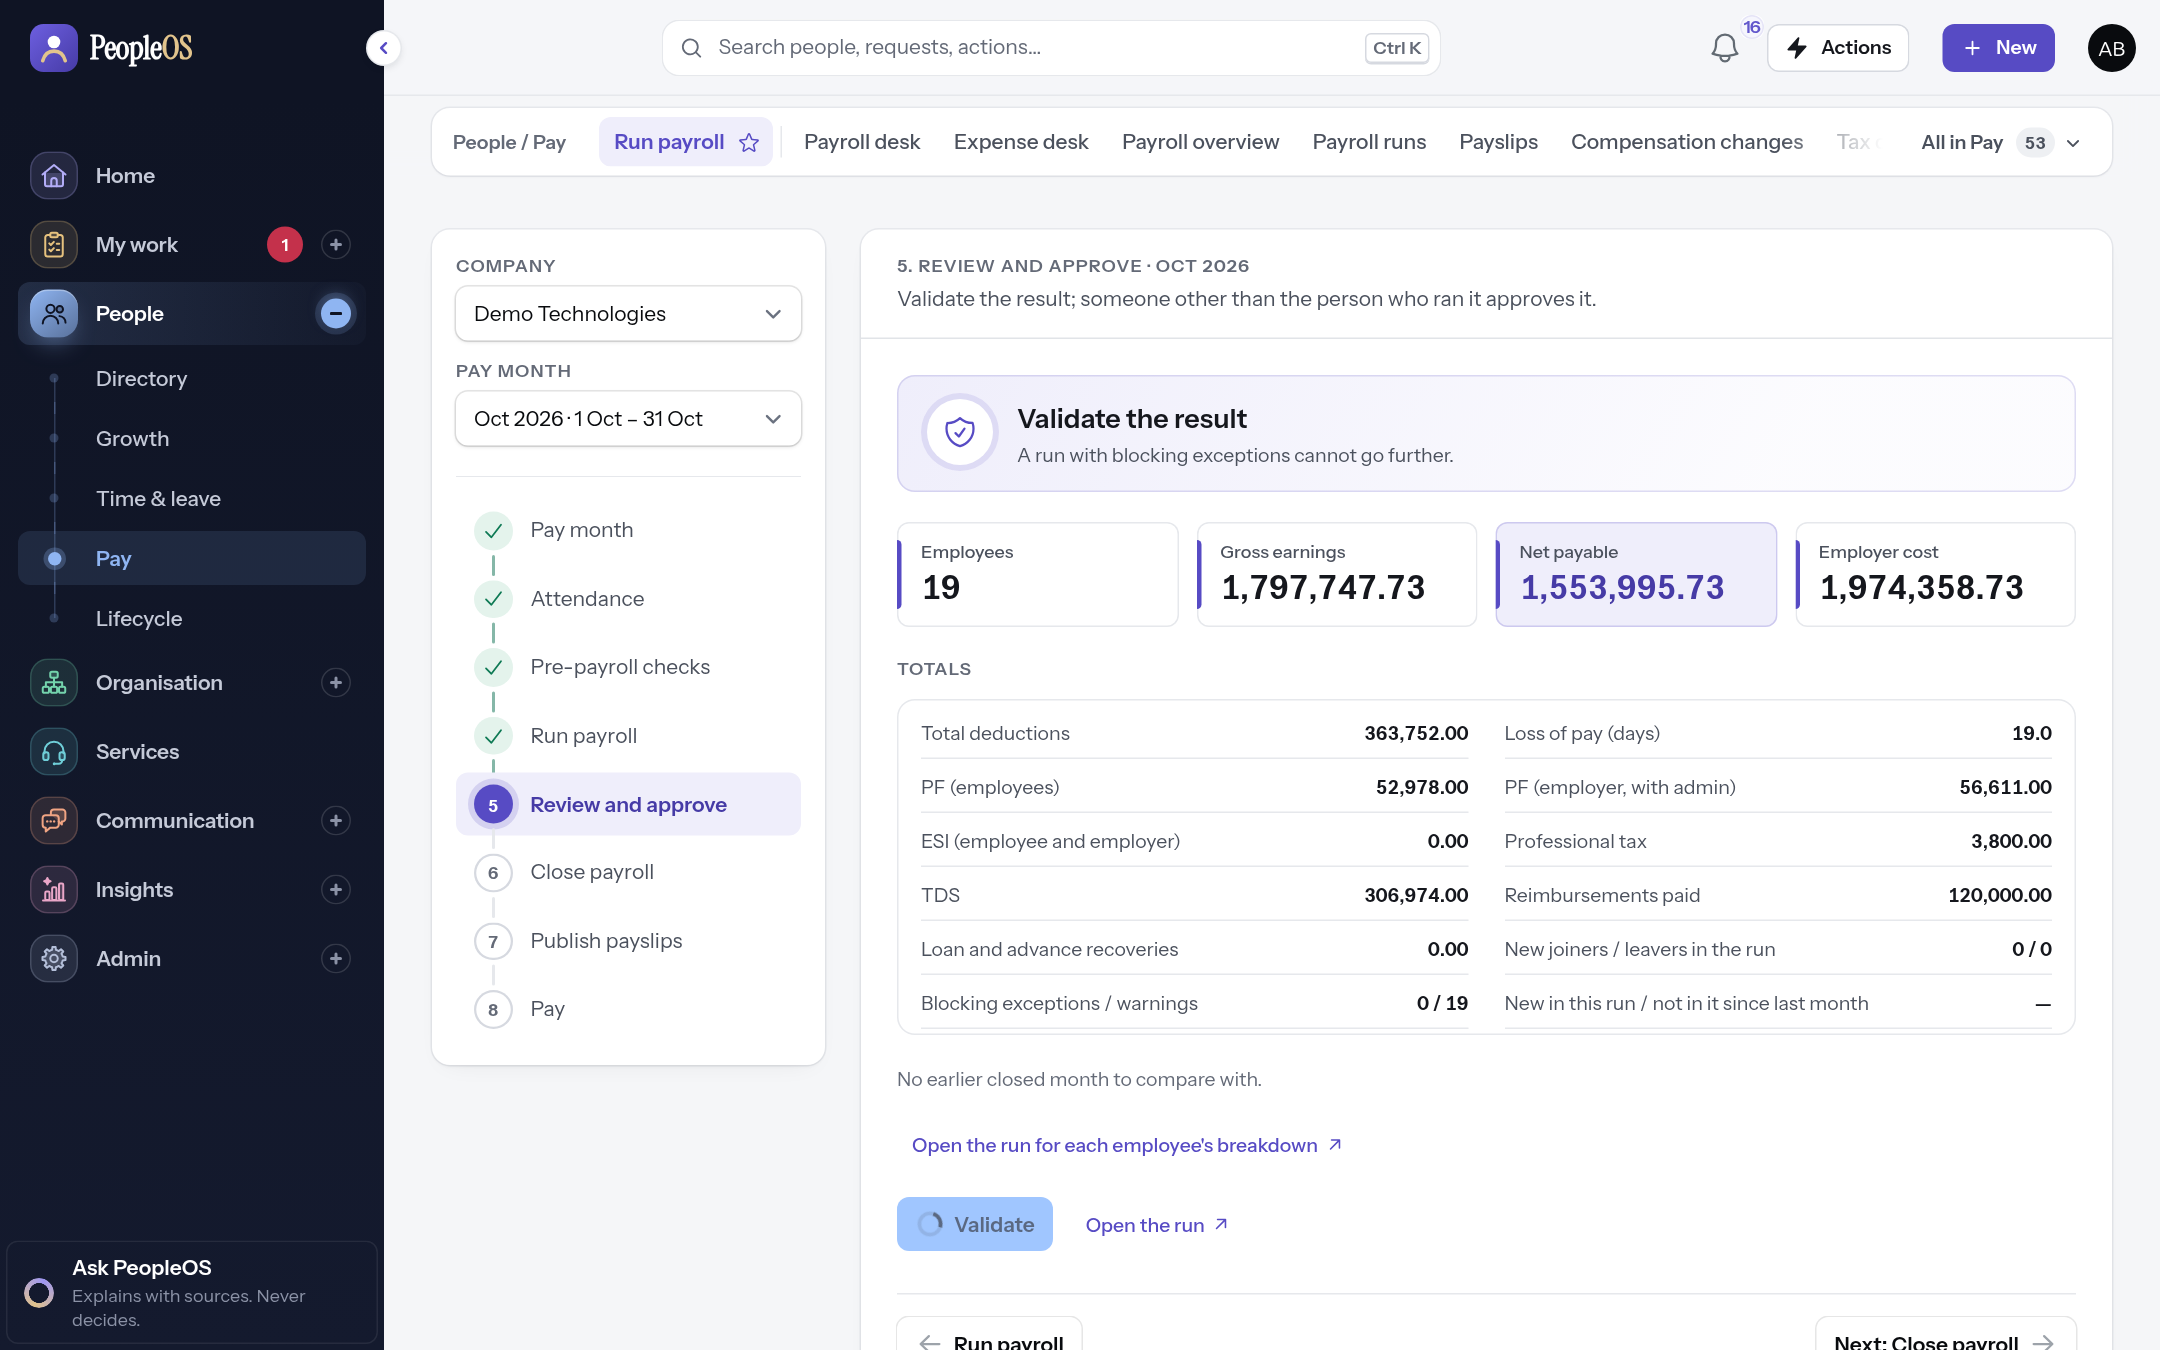 PeopleOS
Search people, requests, actions...
Ctrl K
16
Actions
New
AB
Home
My work
1
People
Directory
Growth
Time & leave
Pay
Lifecycle
Organisation
Services
Communication
Insights
Admin
Ask PeopleOS
Explains with sources. Never
decides.
People / Pay
Run payroll
Payroll desk
Expense desk
Payroll overview
Payroll runs
Payslips
Compensation changes
Tax
All in Pay
53
COMPANY
Demo Technologies
PAY MONTH
Oct 2026 · 1 Oct – 31 Oct
Pay month
Attendance
Pre-payroll checks
Run payroll
5
Review and approve
6
Close payroll
7
Publish payslips
8
Pay
5. REVIEW AND APPROVE · OCT 2026
Validate the result; someone other than the person who ran it approves it.
Validate the result
A run with blocking exceptions cannot go further.
Employees
19
Gross earnings
1,797,747.73
Net payable
1,553,995.73
Employer cost
1,974,358.73
TOTALS
Total deductions 363,752.00
Loss of pay (days) 19.0
PF (employees) 52,978.00
PF (employer, with admin) 56,611.00
ESI (employee and employer) 0.00
Professional tax 3,800.00
TDS 306,974.00
Reimbursements paid 120,000.00
Loan and advance recoveries 0.00
New joiners / leavers in the run 0 / 0
Blocking exceptions / warnings 0 / 19
New in this run / not in it since last month —
No earlier closed month to compare with.
Open the run for each employee's breakdown
Validate
Open the run
Run payroll
Next: Close payroll